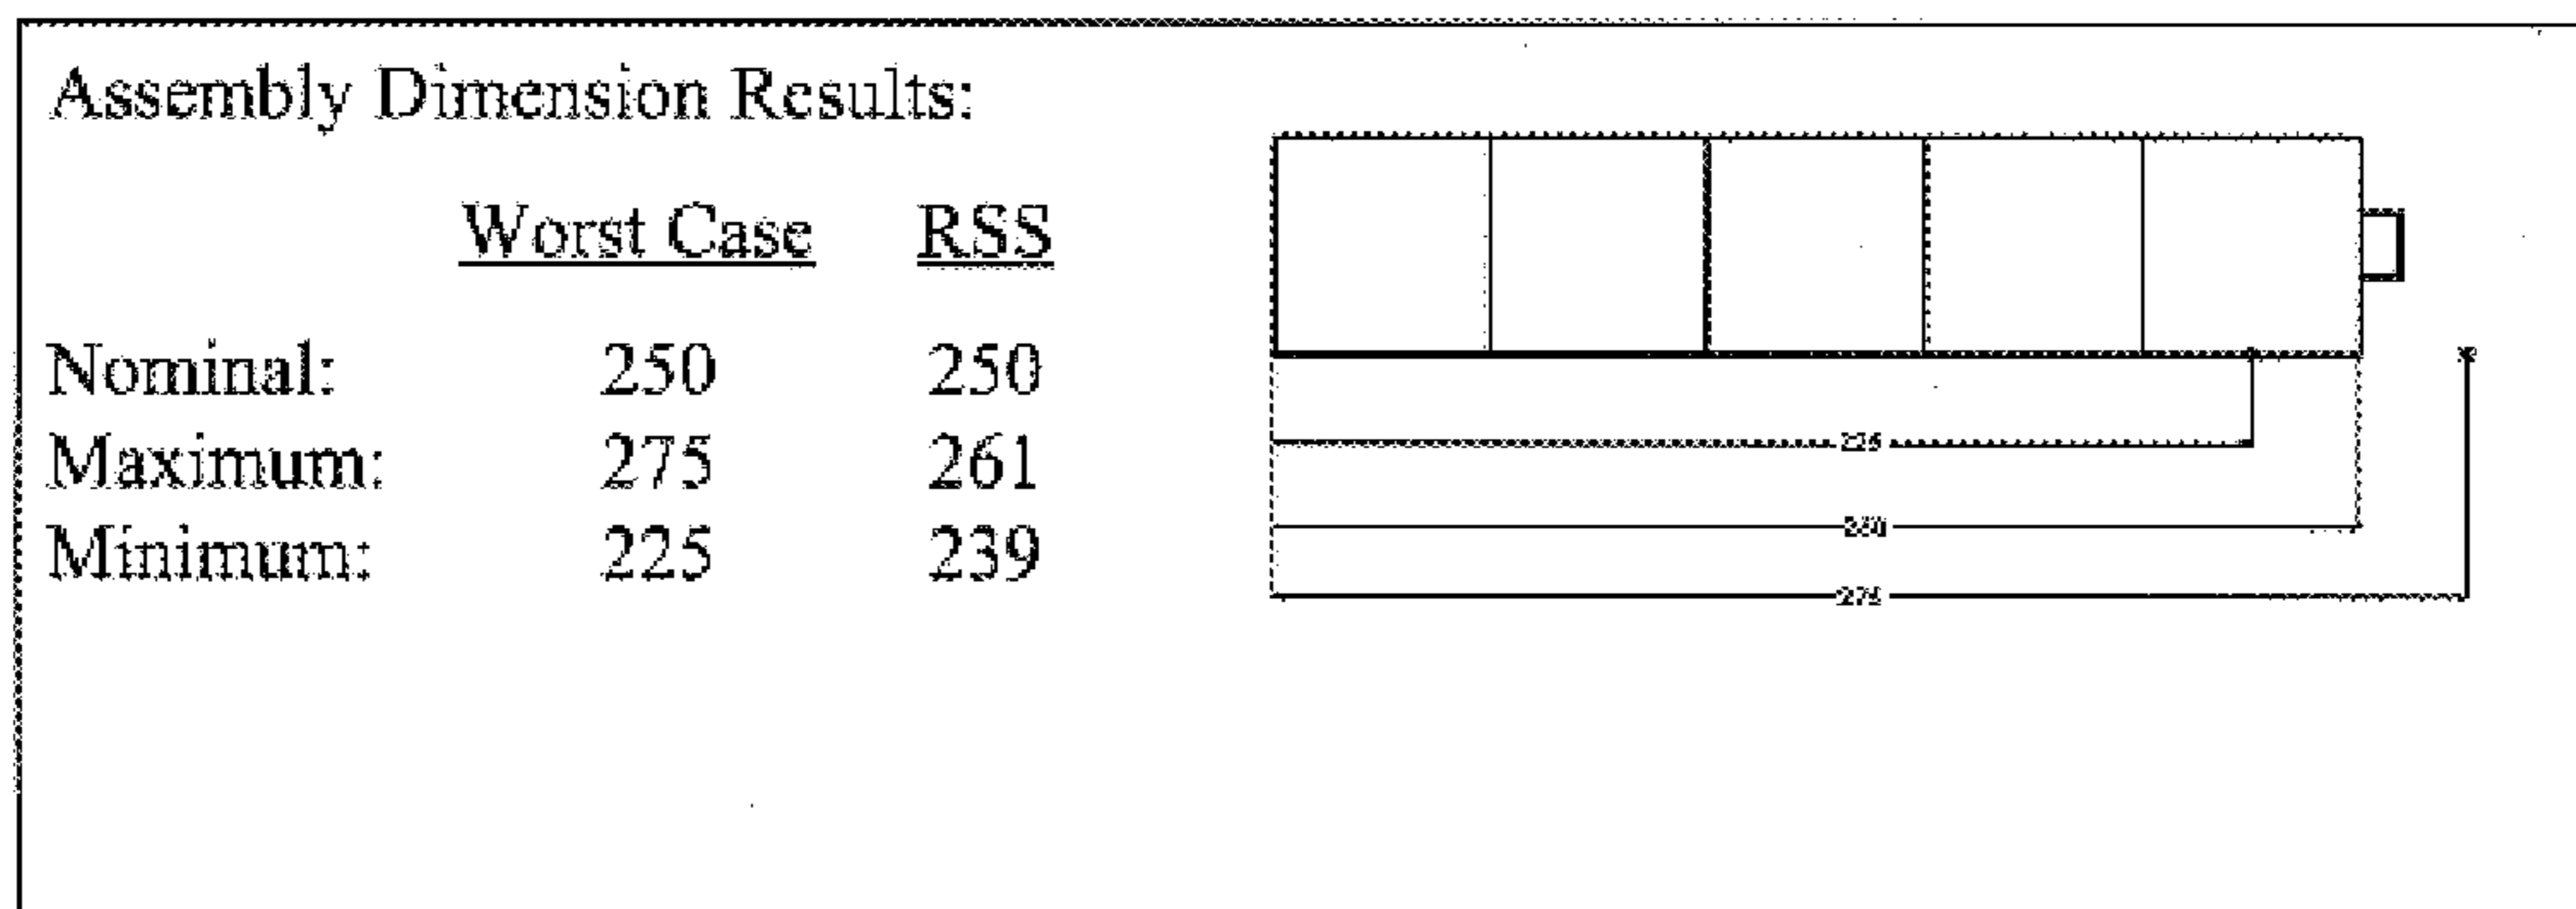 Assembly Dimension Results:
Worst Case RSS
Nominal: 250 250
Maximum: 275 261
Minimum: 225 239
225
250
275